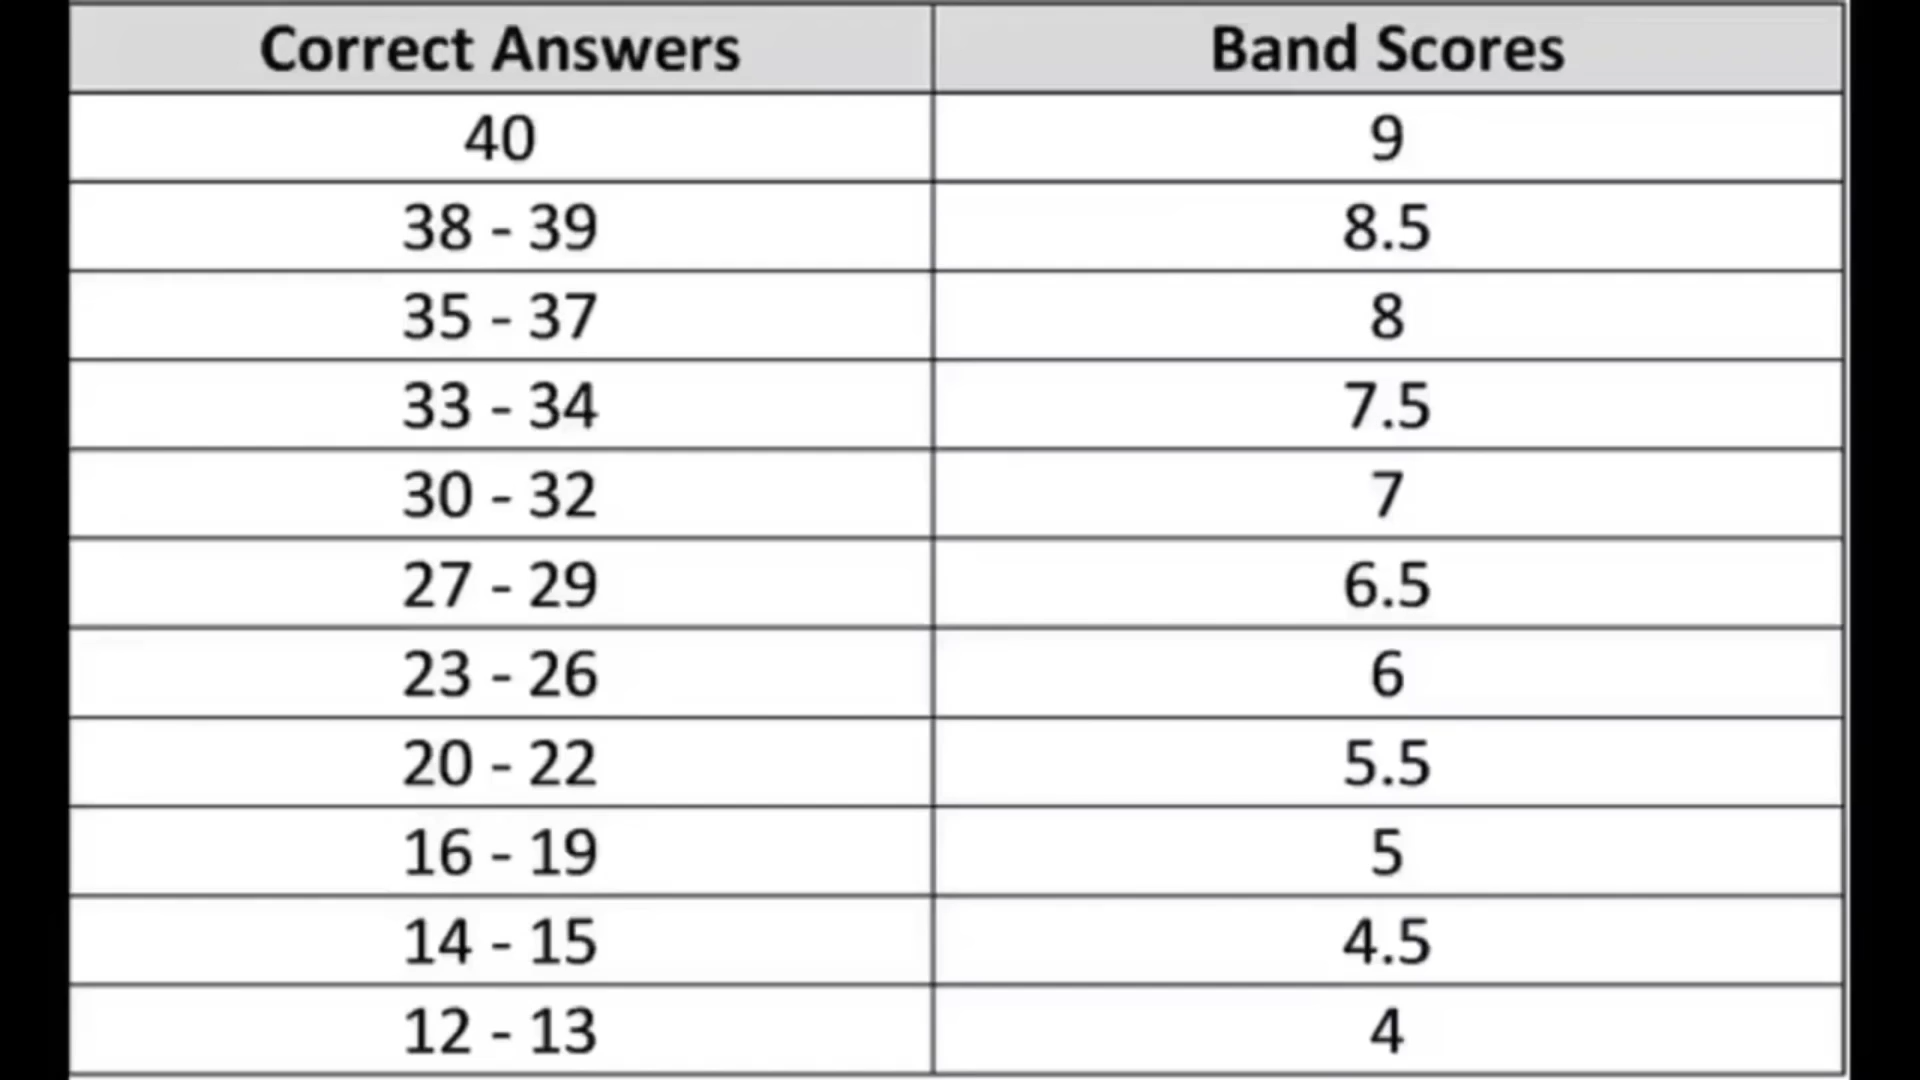 Correct Answers Band Scores
40 9
38 - 39 8.5
35 - 37 8
33 - 34 7.5
30 - 32 7
27 - 29 6.5
23 - 26 6
20 - 22 5.5
16 - 19 5
14 - 15 4.5
12 - 13 4